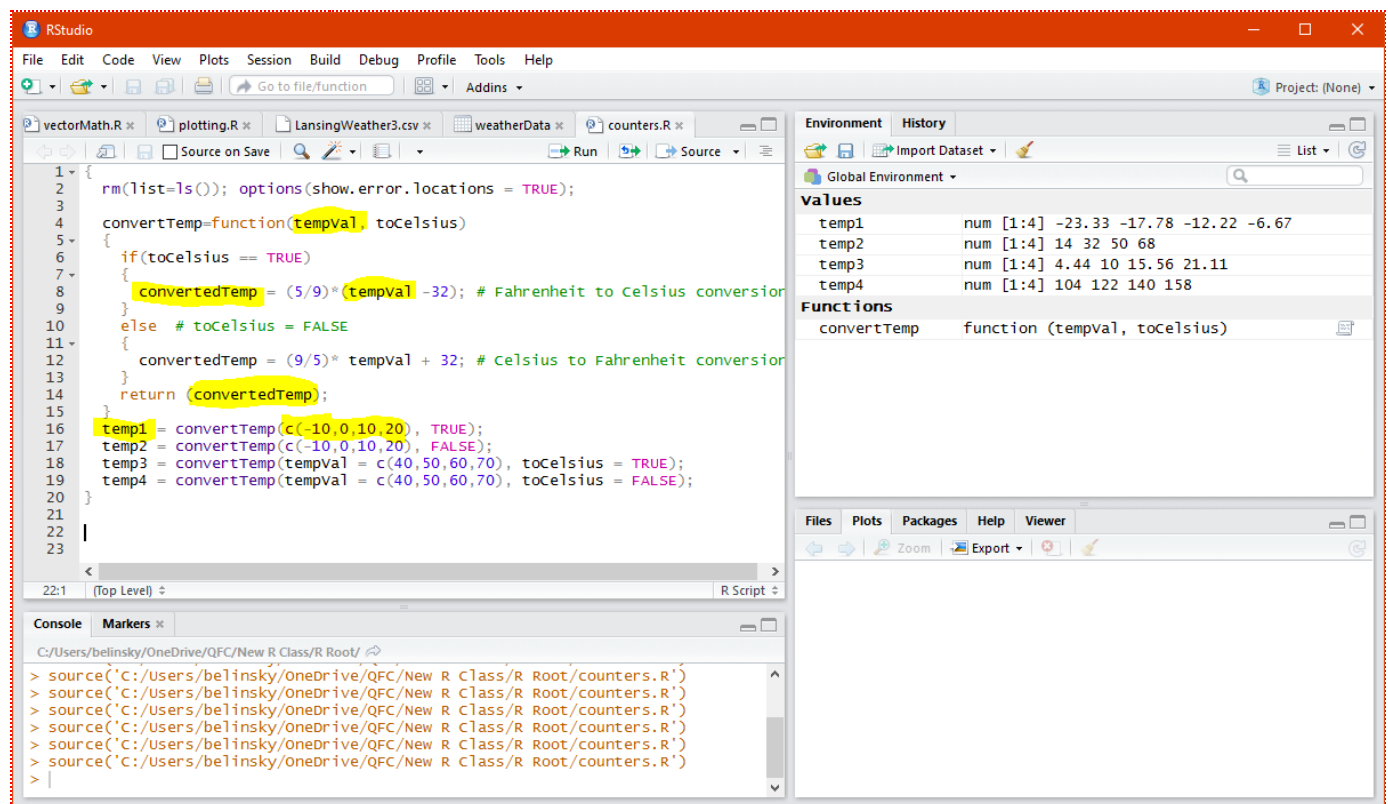 RStudio
File Edit Code View Plots Session Build Debug Profile Tools Help
Go to file/function Addins Project: (None)
vectorMath.R plotting.R LansingWeather3.csv weatherData counters.R
Source on Save Run Source
1 {
2 rm(list=ls()); options(show.error.locations = TRUE);
3
4 convertTemp=function(tempVal, toCelsius)
5 {
6 if(toCelsius == TRUE)
7 {
8 convertedTemp = (5/9)*(tempVal -32); # Fahrenheit to Celsius conversion
9 }
10 else # toCelsius = FALSE
11 {
12 convertedTemp = (9/5)* tempVal + 32; # Celsius to Fahrenheit conversion
13 }
14 return (convertedTemp);
15 }
16 temp1 = convertTemp(c(-10,0,10,20), TRUE);
17 temp2 = convertTemp(c(-10,0,10,20), FALSE);
18 temp3 = convertTemp(tempVal = c(40,50,60,70), toCelsius = TRUE);
19 temp4 = convertTemp(tempVal = c(40,50,60,70), toCelsius = FALSE);
20 }
21
22
23
22:1 (Top Level) R Script
Console Markers
C:/Users/belinsky/OneDrive/QFC/New R Class/R Root/
> source('C:/Users/belinsky/OneDrive/QFC/New R Class/R Root/counters.R')
> source('C:/Users/belinsky/OneDrive/QFC/New R Class/R Root/counters.R')
> source('C:/Users/belinsky/OneDrive/QFC/New R Class/R Root/counters.R')
> source('C:/Users/belinsky/OneDrive/QFC/New R Class/R Root/counters.R')
> source('C:/Users/belinsky/OneDrive/QFC/New R Class/R Root/counters.R')
> source('C:/Users/belinsky/OneDrive/QFC/New R Class/R Root/counters.R')
>
Environment History
Import Dataset List
Global Environment
Values
temp1 num [1:4] -23.33 -17.78 -12.22 -6.67
temp2 num [1:4] 14 32 50 68
temp3 num [1:4] 4.44 10 15.56 21.11
temp4 num [1:4] 104 122 140 158
Functions
convertTemp function (tempVal, toCelsius)
Files Plots Packages Help Viewer
Zoom Export